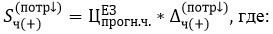 S_{ч(+)}^{(потр↓)} = Ц_{прогн.ч.}^{ЕЗ} * Δ_{ч(+)}^{(потр↓)}, где: